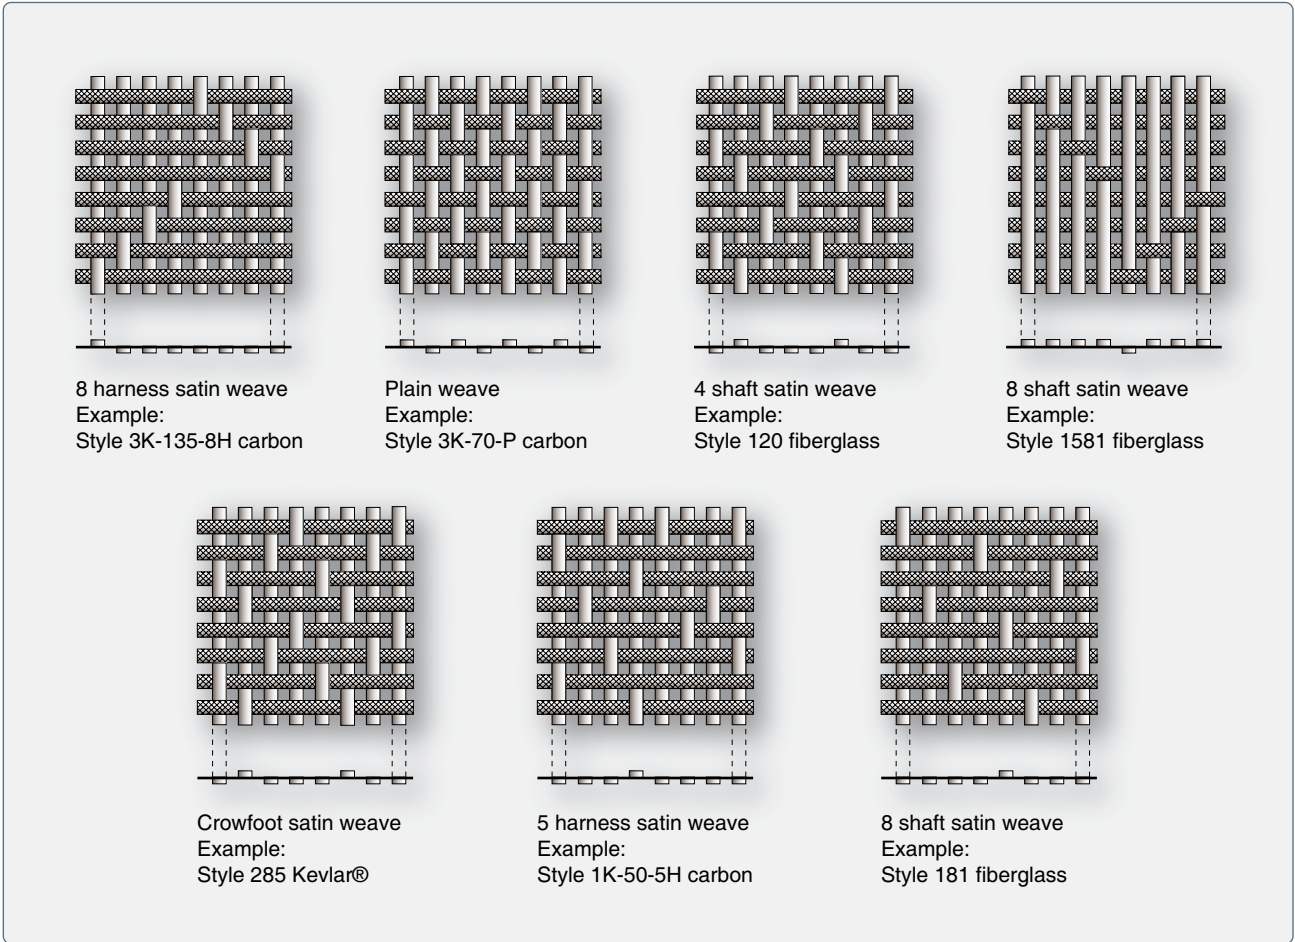 8 harness satin weave
Example:
Style 3K-135-8H carbon
Plain weave
Example:
Style 3K-70-P carbon
4 shaft satin weave
Example:
Style 120 fiberglass
8 shaft satin weave
Example:
Style 1581 fiberglass
Crowfoot satin weave
Example:
Style 285 Kevlar®
5 harness satin weave
Example:
Style 1K-50-5H carbon
8 shaft satin weave
Example:
Style 181 fiberglass